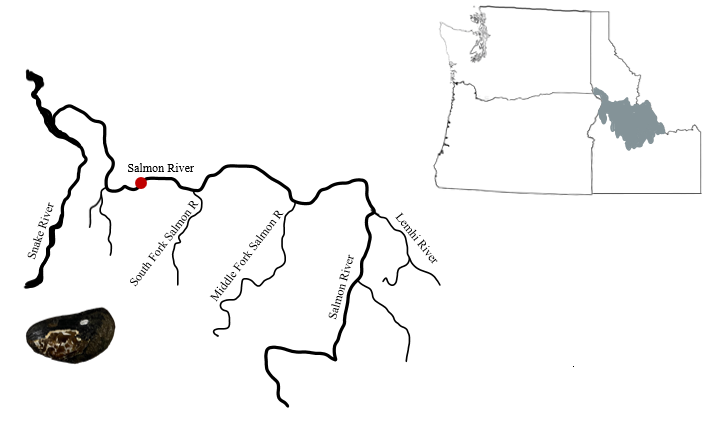 Salmon River
Snake River
South Fork Salmon R
Middle Fork Salmon R
Salmon River
Lemhi River